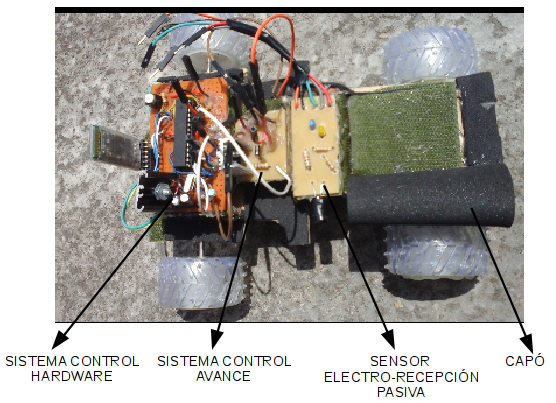 SISTEMA CONTROL
HARDWARE
SISTEMA CONTROL
AVANCE
SENSOR
ELECTRO-RECEPCIÓN
PASIVA
CAPÓ